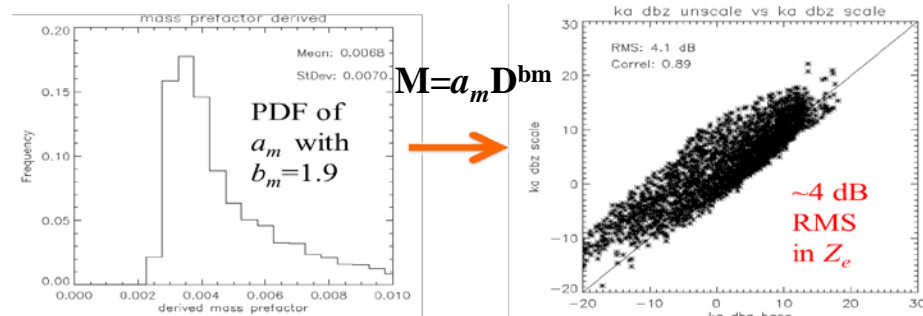 mass prefactor derived
0.20
0.15
0.10
0.05
0.00
Frequency
Mean: 0.0068
StDev: 0.0070
PDF of
a_m with
b_m=1.9
0.000 0.002 0.004 0.006 0.008 0.010
derived mass prefactor
M=a_mD^bm
ka dbz unscale vs ka dbz scale
30
20
10
0
-10
-20
ka dbz scale
RMS: 4.1 dB
Correl: 0.89
~4 dB
RMS
in Z_e
-20 -10 0 10 20 30
ka dbz base